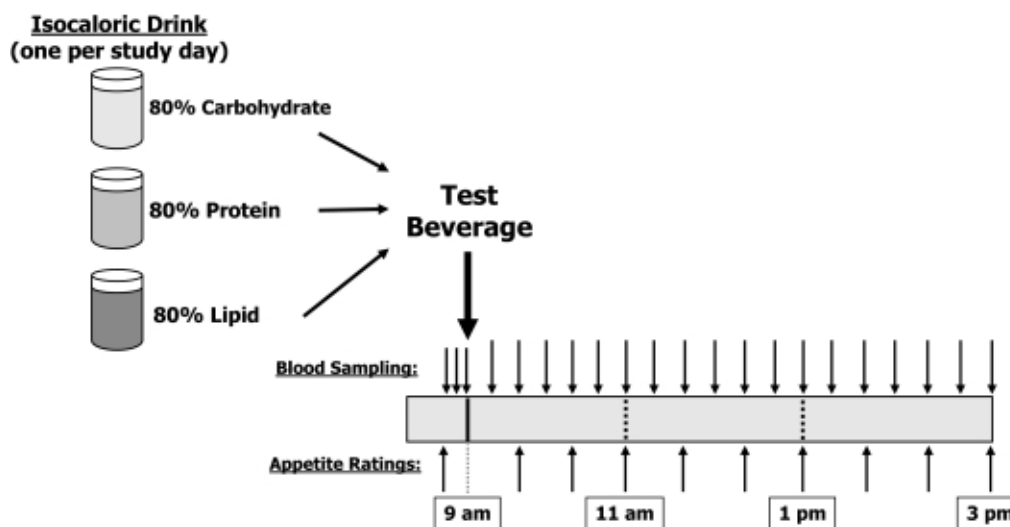 Isocaloric Drink
(one per study day)
80% Carbohydrate
80% Protein
80% Lipid
Test
Beverage
Blood Sampling:
Appetite Ratings:
9 am
11 am
1 pm
3 pm